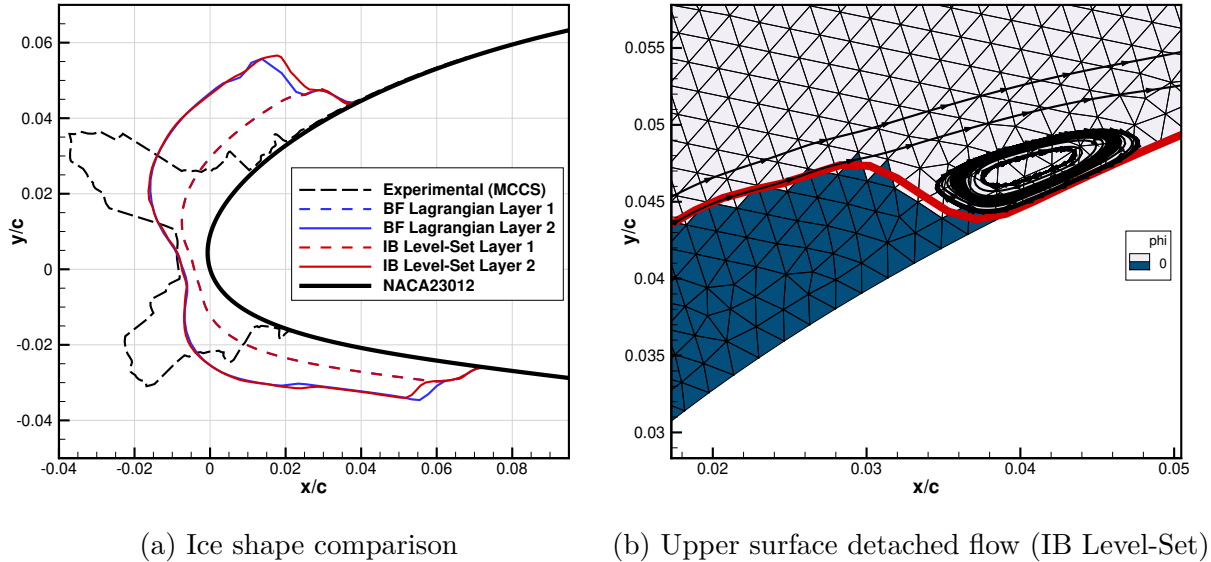 0.06
0.04
0.02
0
-0.02
-0.04
y/c
-0.04
-0.02
0
0.02
0.04
0.06
0.08
x/c
Experimental (MCCS)
BF Lagrangian Layer 1
BF Lagrangian Layer 2
IB Level-Set Layer 1
IB Level-Set Layer 2
NACA23012
(a) Ice shape comparison
0.055
0.05
0.045
0.04
0.035
0.03
y/c
0.02
0.03
0.04
0.05
x/c
phi
0
(b) Upper surface detached flow (IB Level-Set)